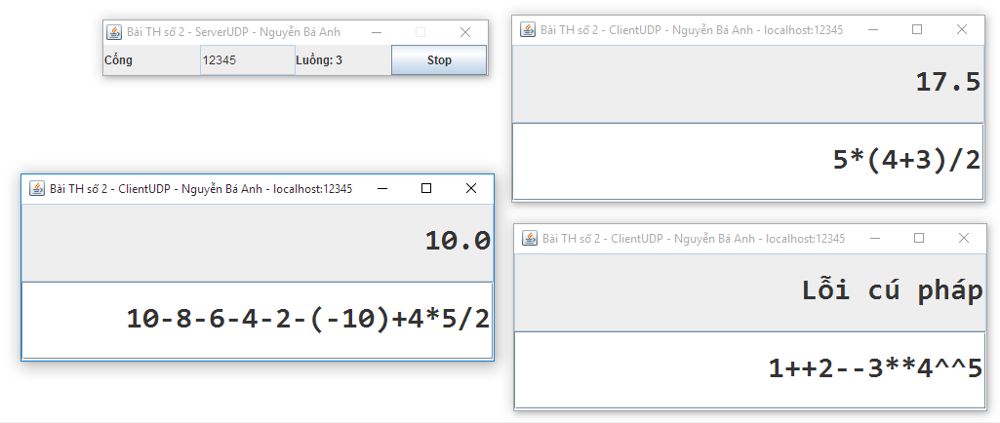 Bài TH số 2 - ServerUDP - Nguyễn Bá Anh
Cổng 12345 Luồng: 3 Stop
Bài TH số 2 - ClientUDP - Nguyễn Bá Anh - localhost:12345
17.5
5*(4+3)/2
Bài TH số 2 - ClientUDP - Nguyễn Bá Anh - localhost:12345
10.0
10-8-6-4-2-(-10)+4*5/2
Bài TH số 2 - ClientUDP - Nguyễn Bá Anh - localhost:12345
Lỗi cú pháp
1++2--3**4^^5